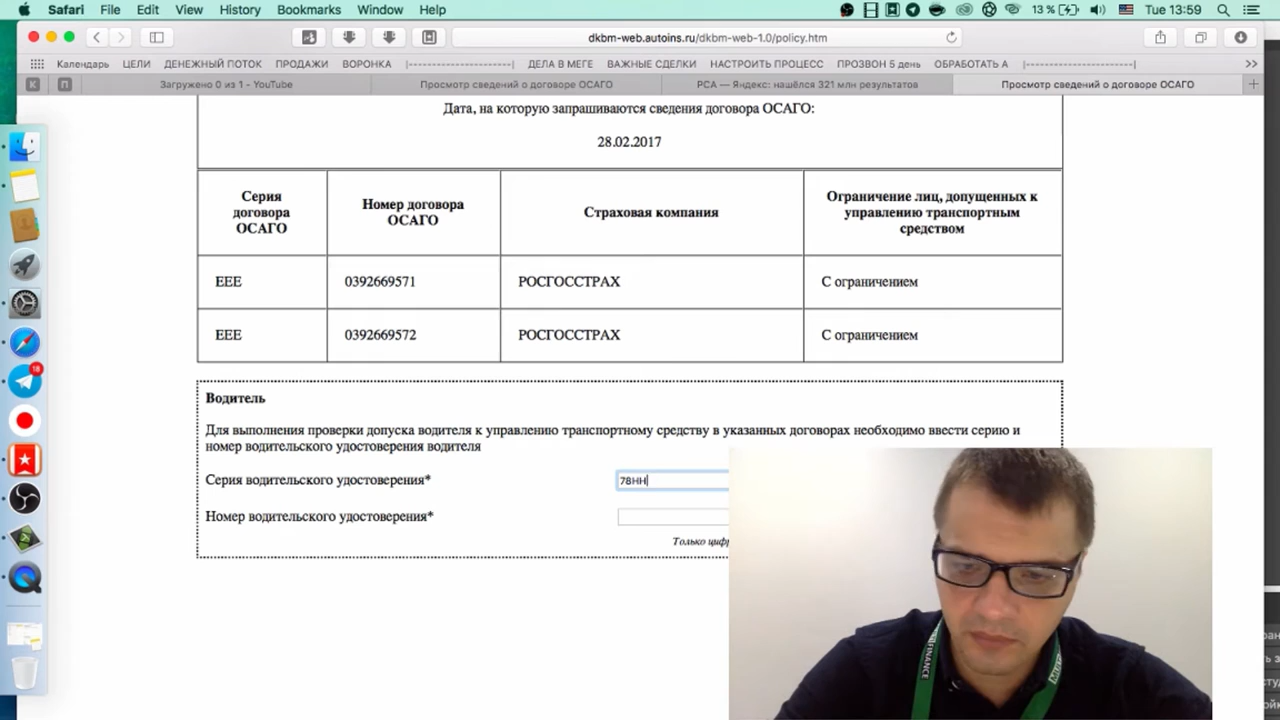 Safari File Edit View History Bookmarks Window Help 13 % Tue 13:59
dkbm-web.autoins.ru/dkbm-web-1.0/policy.htm
Календарь ЦЕЛИ ДЕНЕЖНЫЙ ПОТОК ПРОДАЖИ ВОРОНКА |----------------------| ДЕЛА В МЕГЕ ВАЖНЫЕ СДЕЛКИ НАСТРОИТЬ ПРОЦЕСС ПРОЗВОН 5 день ОБРАБОТАТЬ А |----------------------|
К П Загружено 0 из 1 - YouTube Просмотр сведений о договоре ОСАГО РСА — Яндекс: нашёлся 321 млн результатов Просмотр сведений о договоре ОСАГО
Дата, на которую запрашиваются сведения договора ОСАГО:
28.02.2017
Серия
договора
ОСАГО
Номер договора
ОСАГО
Страховая компания
Ограничение лиц, допущенных к
управлению транспортным
средством
ЕЕЕ 0392669571 РОСГОССТРАХ С ограничением
ЕЕЕ 0392669572 РОСГОССТРАХ С ограничением
Водитель
Для выполнения проверки допуска водителя к управлению транспортному средству в указанных договорах необходимо ввести серию и
номер водительского удостоверения водителя
Серия водительского удостоверения* 78НН
Номер водительского удостоверения*
Только цифр
18
FINANCE